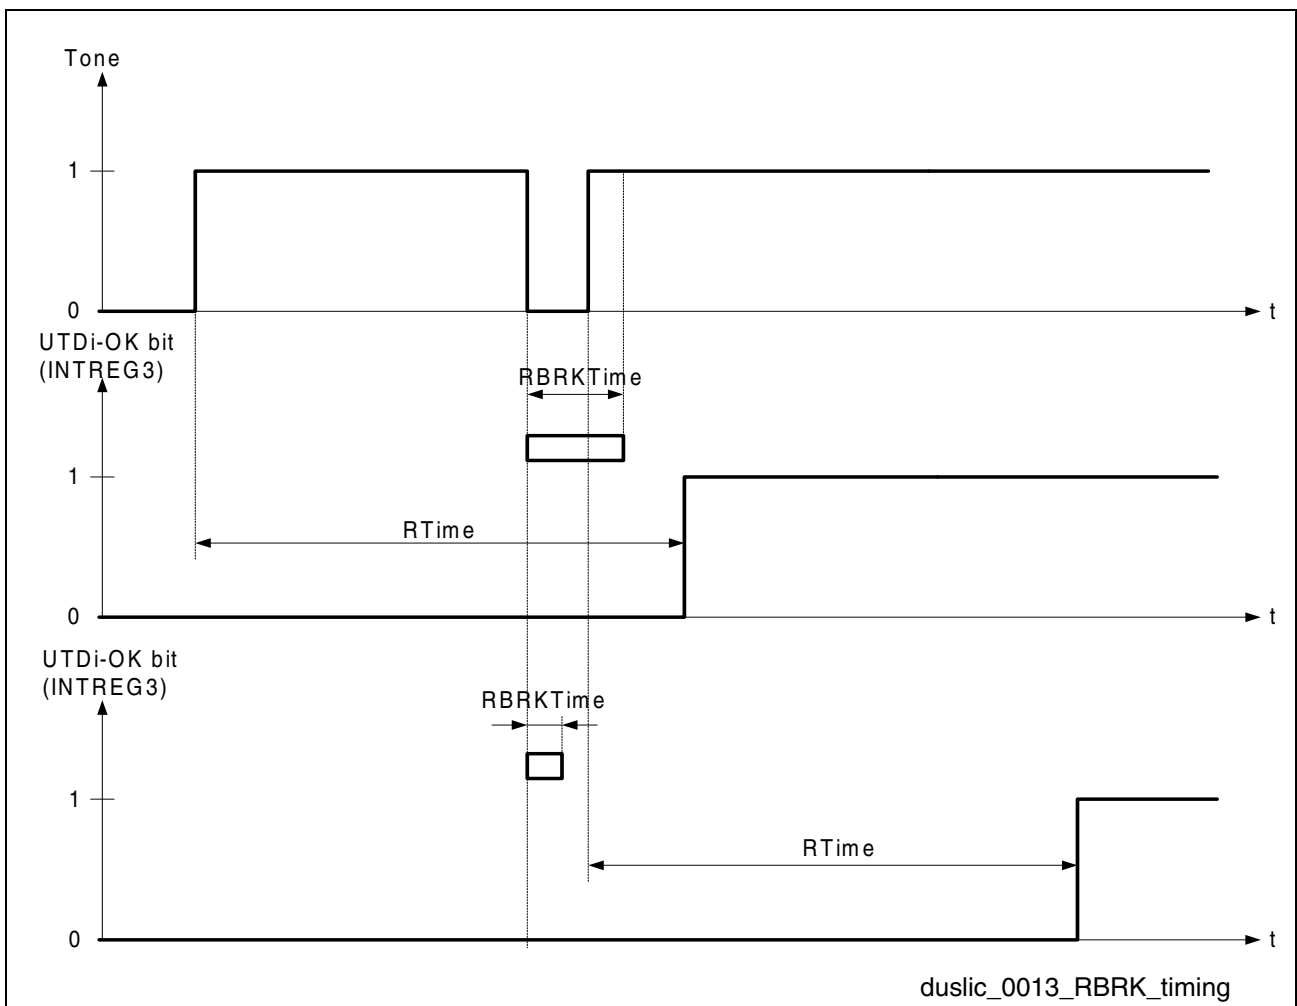 Tone
1
0
t
UTDi-OK bit
(INTREG3)
RBRKTime
1
RTime
0
t
UTDi-OK bit
(INTREG3)
RBRKTime
1
RTime
0
t
duslic_0013_RBRK_timing